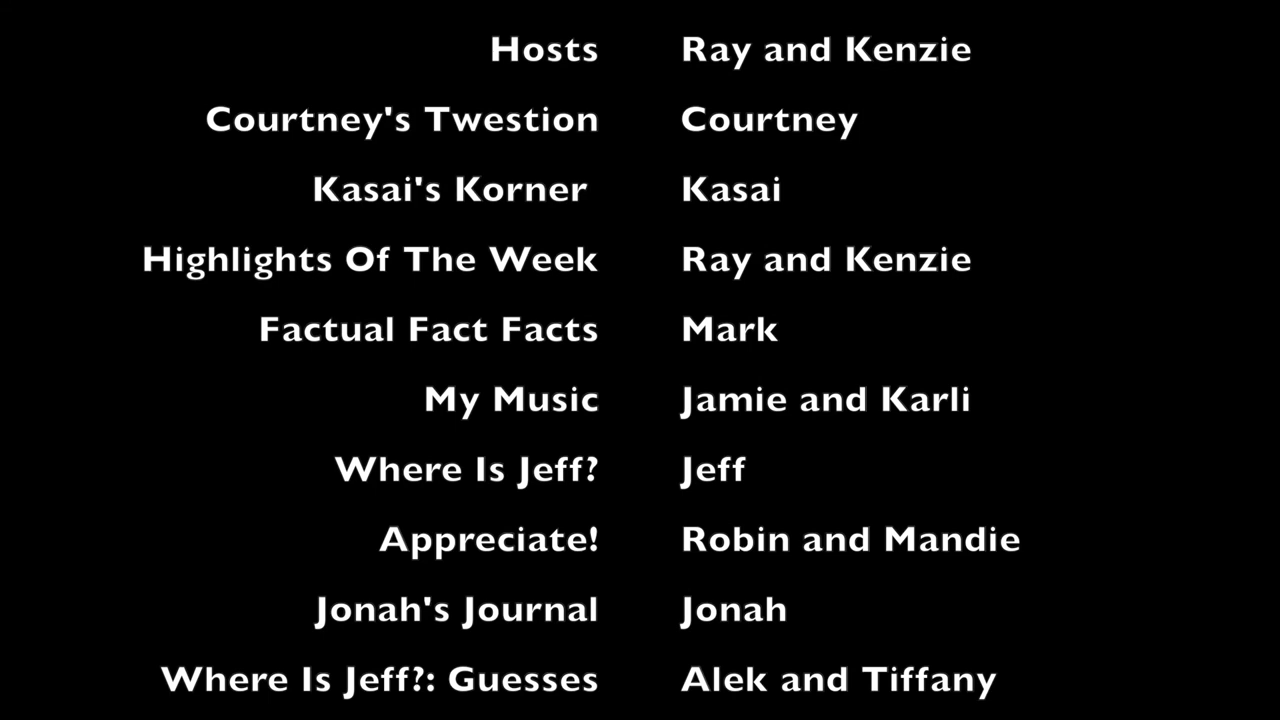 Hosts Ray and Kenzie
Courtney's Twestion Courtney
Kasai's Korner Kasai
Highlights Of The Week Ray and Kenzie
Factual Fact Facts Mark
My Music Jamie and Karli
Where Is Jeff? Jeff
Appreciate! Robin and Mandie
Jonah's Journal Jonah
Where Is Jeff?: Guesses Alek and Tiffany